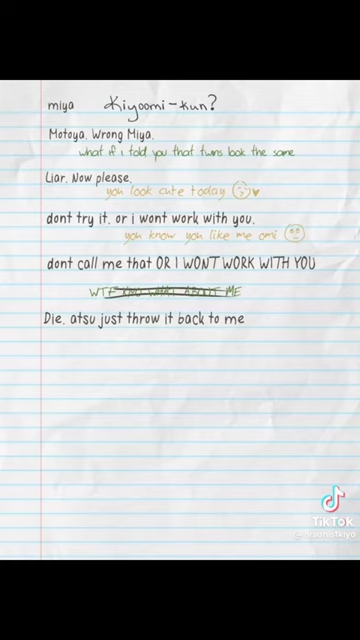 miya Kiyoomi-kun?
Motoya. Wrong Miya.
what if i told you that twins look the same
Liar. Now please.
you look cute today
dont try it. or i wont work with you.
you know you like me omi
dont call me that OR I WONT WORK WITH YOU
WTF ABOUT ME
Die. atsu just throw it back to me
TikTok